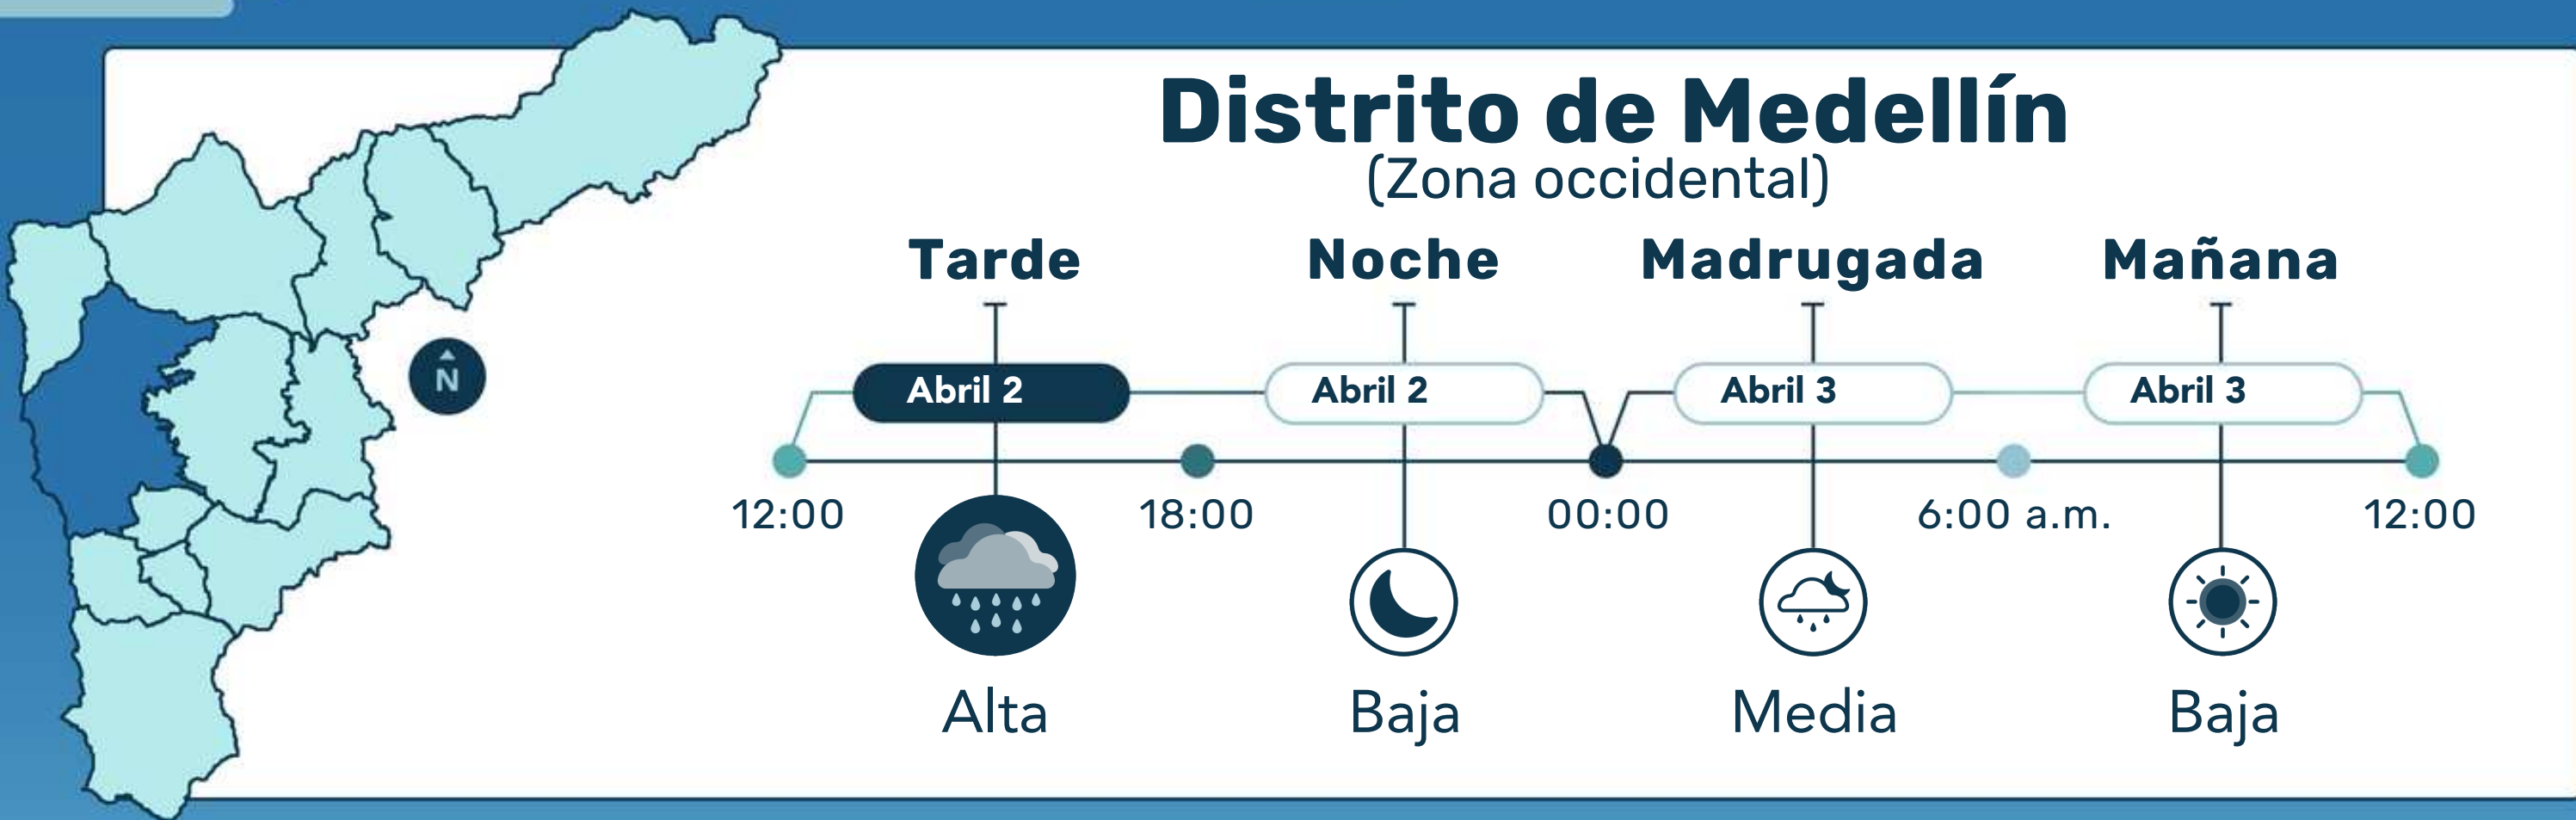 Distrito de Medellín
(Zona occidental)
Tarde Noche Madrugada Mañana
Abril 2 Abril 2 Abril 3 Abril 3
N
12:00 18:00 00:00 6:00 a.m. 12:00
Alta Baja Media Baja